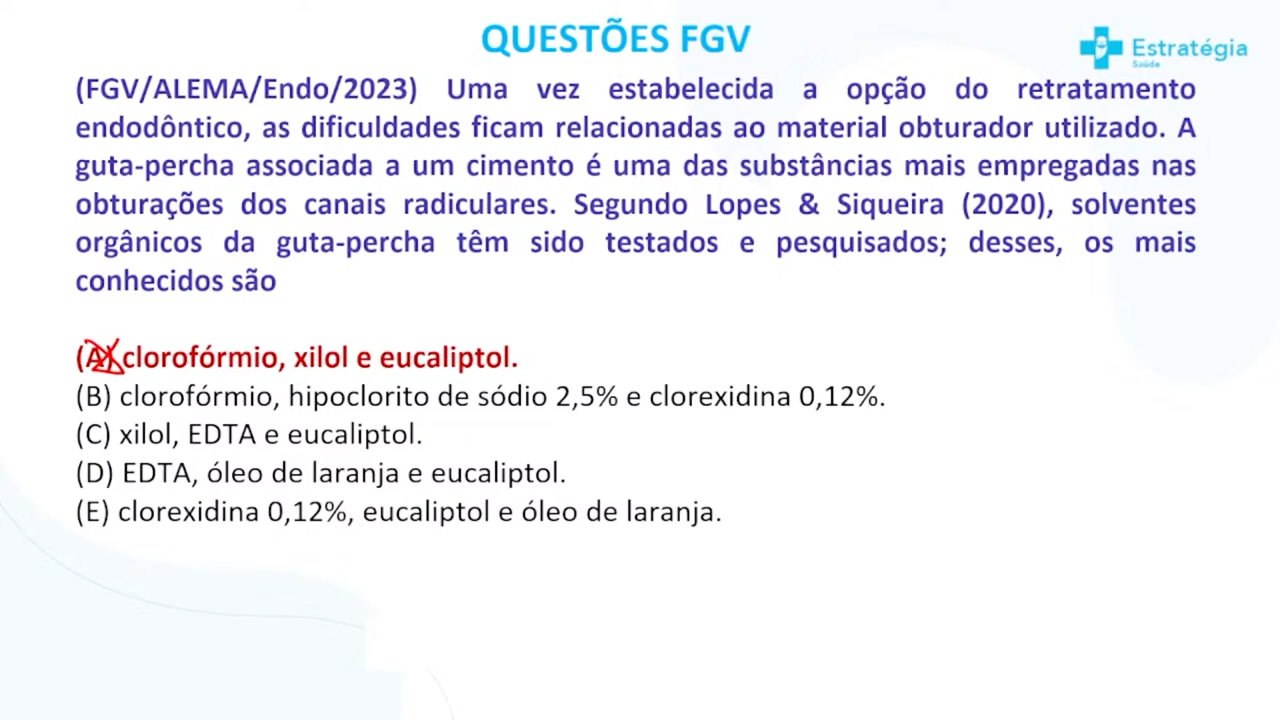 QUESTÕES FGV
Estratégia
Saúde
(FGV/ALEMA/Endo/2023) Uma vez estabelecida a opção do retratamento
endodôntico, as dificuldades ficam relacionadas ao material obturador utilizado. A
guta-percha associada a um cimento é uma das substâncias mais empregadas nas
obturações dos canais radiculares. Segundo Lopes & Siqueira (2020), solventes
orgânicos da guta-percha têm sido testados e pesquisados; desses, os mais
conhecidos são
(A) clorofórmio, xilol e eucaliptol.
(B) clorofórmio, hipoclorito de sódio 2,5% e clorexidina 0,12%.
(C) xilol, EDTA e eucaliptol.
(D) EDTA, óleo de laranja e eucaliptol.
(E) clorexidina 0,12%, eucaliptol e óleo de laranja.